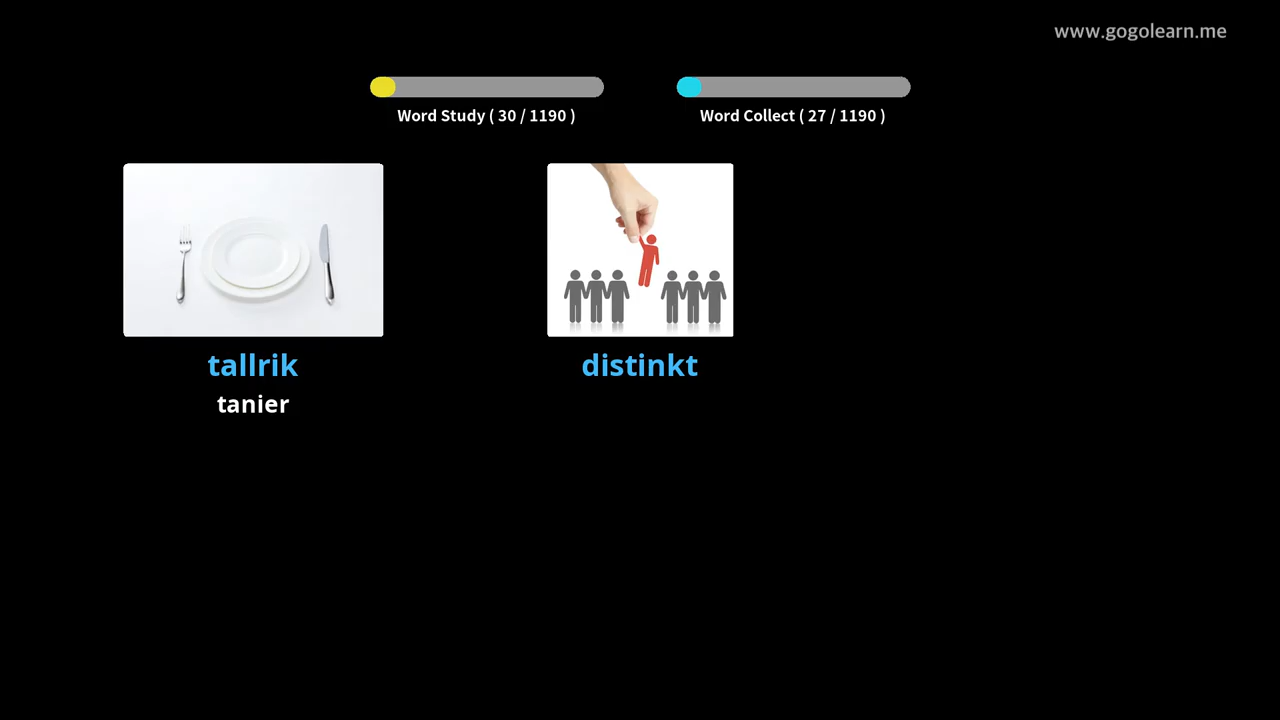 www.gogolearn.me
Word Study ( 30 / 1190 )
Word Collect ( 27 / 1190 )
tallrik
tanier
distinkt